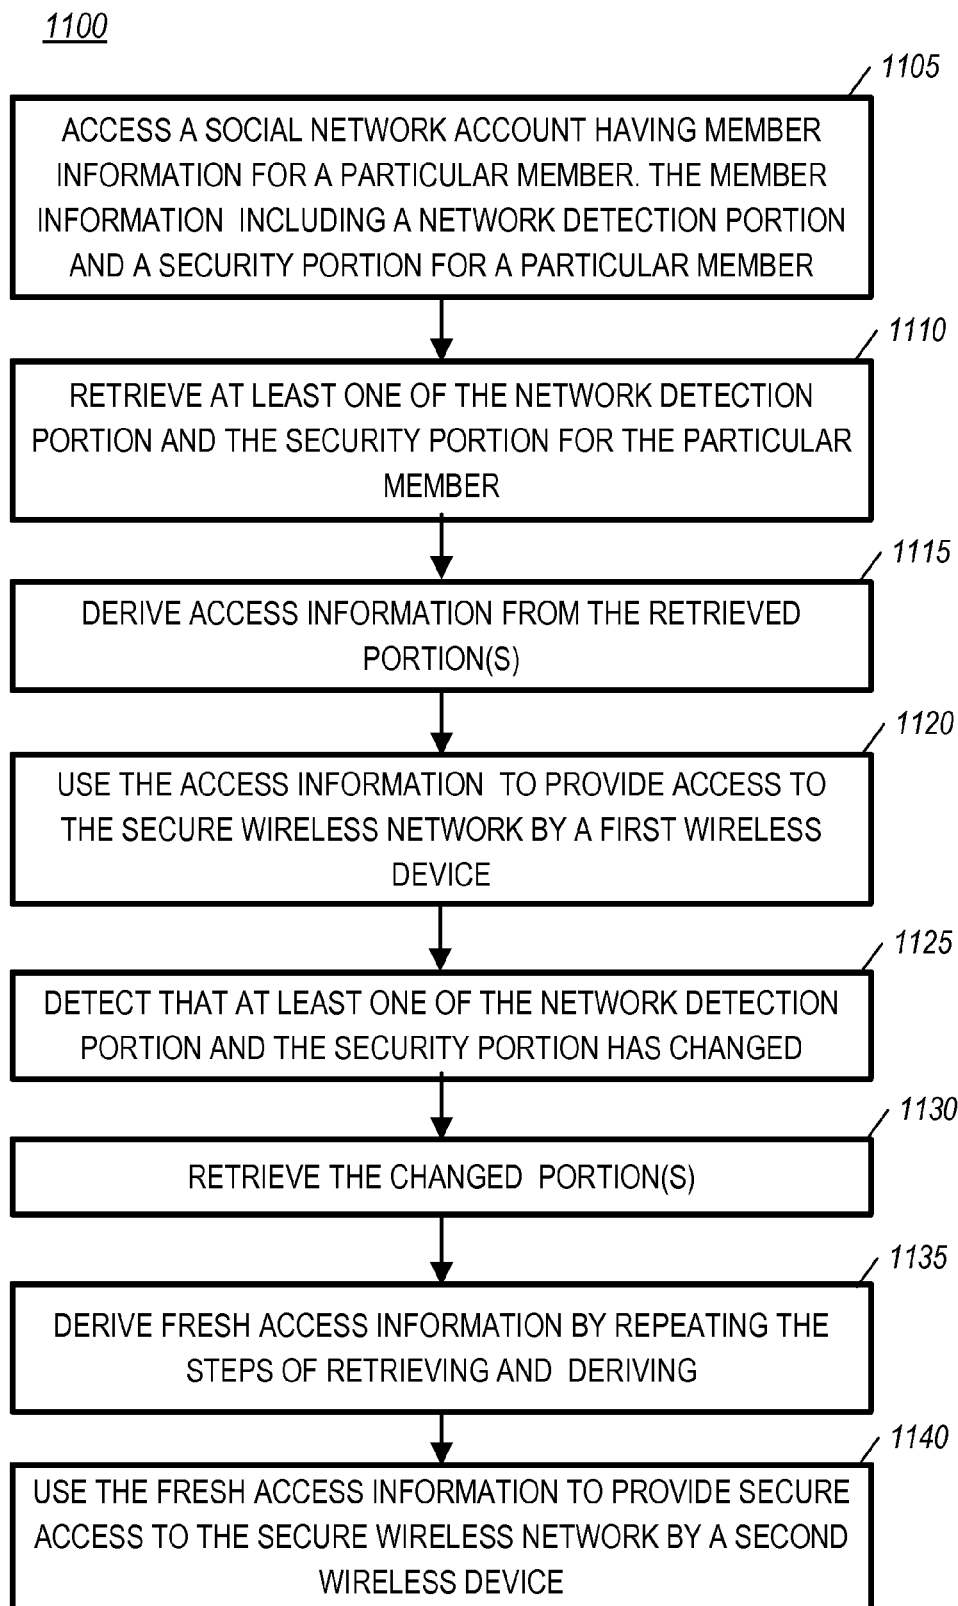 1100
1105
ACCESS A SOCIAL NETWORK ACCOUNT HAVING MEMBER
INFORMATION FOR A PARTICULAR MEMBER. THE MEMBER
INFORMATION INCLUDING A NETWORK DETECTION PORTION
AND A SECURITY PORTION FOR A PARTICULAR MEMBER
1110
RETRIEVE AT LEAST ONE OF THE NETWORK DETECTION
PORTION AND THE SECURITY PORTION FOR THE PARTICULAR
MEMBER
1115
DERIVE ACCESS INFORMATION FROM THE RETRIEVED
PORTION(S)
1120
USE THE ACCESS INFORMATION TO PROVIDE ACCESS TO
THE SECURE WIRELESS NETWORK BY A FIRST WIRELESS
DEVICE
1125
DETECT THAT AT LEAST ONE OF THE NETWORK DETECTION
PORTION AND THE SECURITY PORTION HAS CHANGED
1130
RETRIEVE THE CHANGED PORTION(S)
1135
DERIVE FRESH ACCESS INFORMATION BY REPEATING THE
STEPS OF RETRIEVING AND DERIVING
1140
USE THE FRESH ACCESS INFORMATION TO PROVIDE SECURE
ACCESS TO THE SECURE WIRELESS NETWORK BY A SECOND
WIRELESS DEVICE